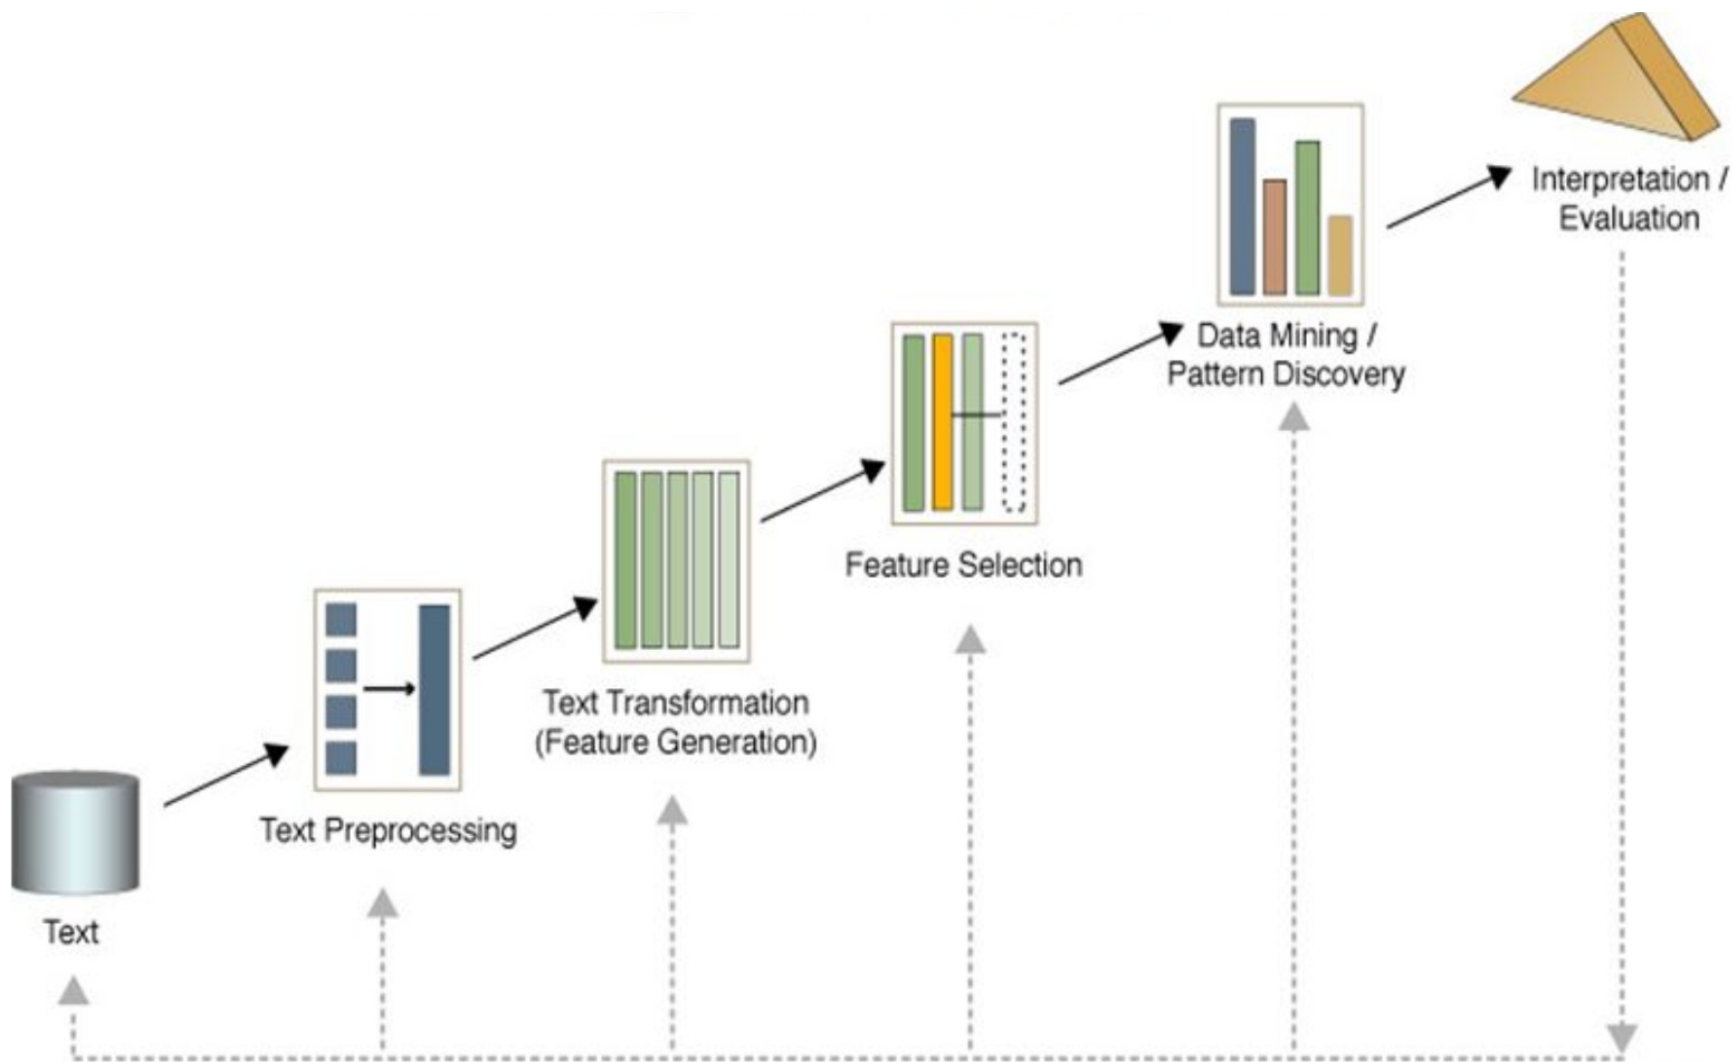 Text
Text Preprocessing
Text Transformation
(Feature Generation)
Feature Selection
Data Mining /
Pattern Discovery
Interpretation /
Evaluation